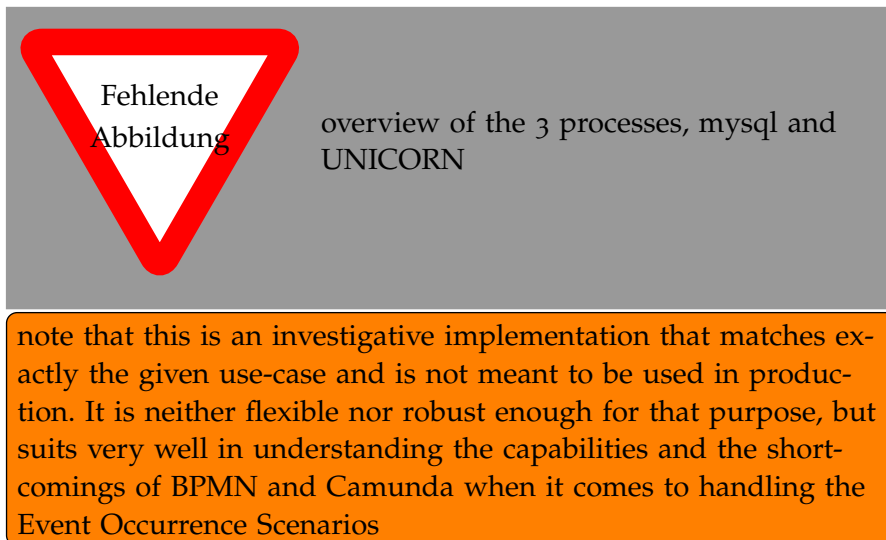 Fehlende
Abbildung
overview of the 3 processes, mysql and
UNICORN
note that this is an investigative implementation that matches ex-
actly the given use-case and is not meant to be used in produc-
tion. It is neither flexible nor robust enough for that purpose, but
suits very well in understanding the capabilities and the short-
comings of BPMN and Camunda when it comes to handling the
Event Occurrence Scenarios